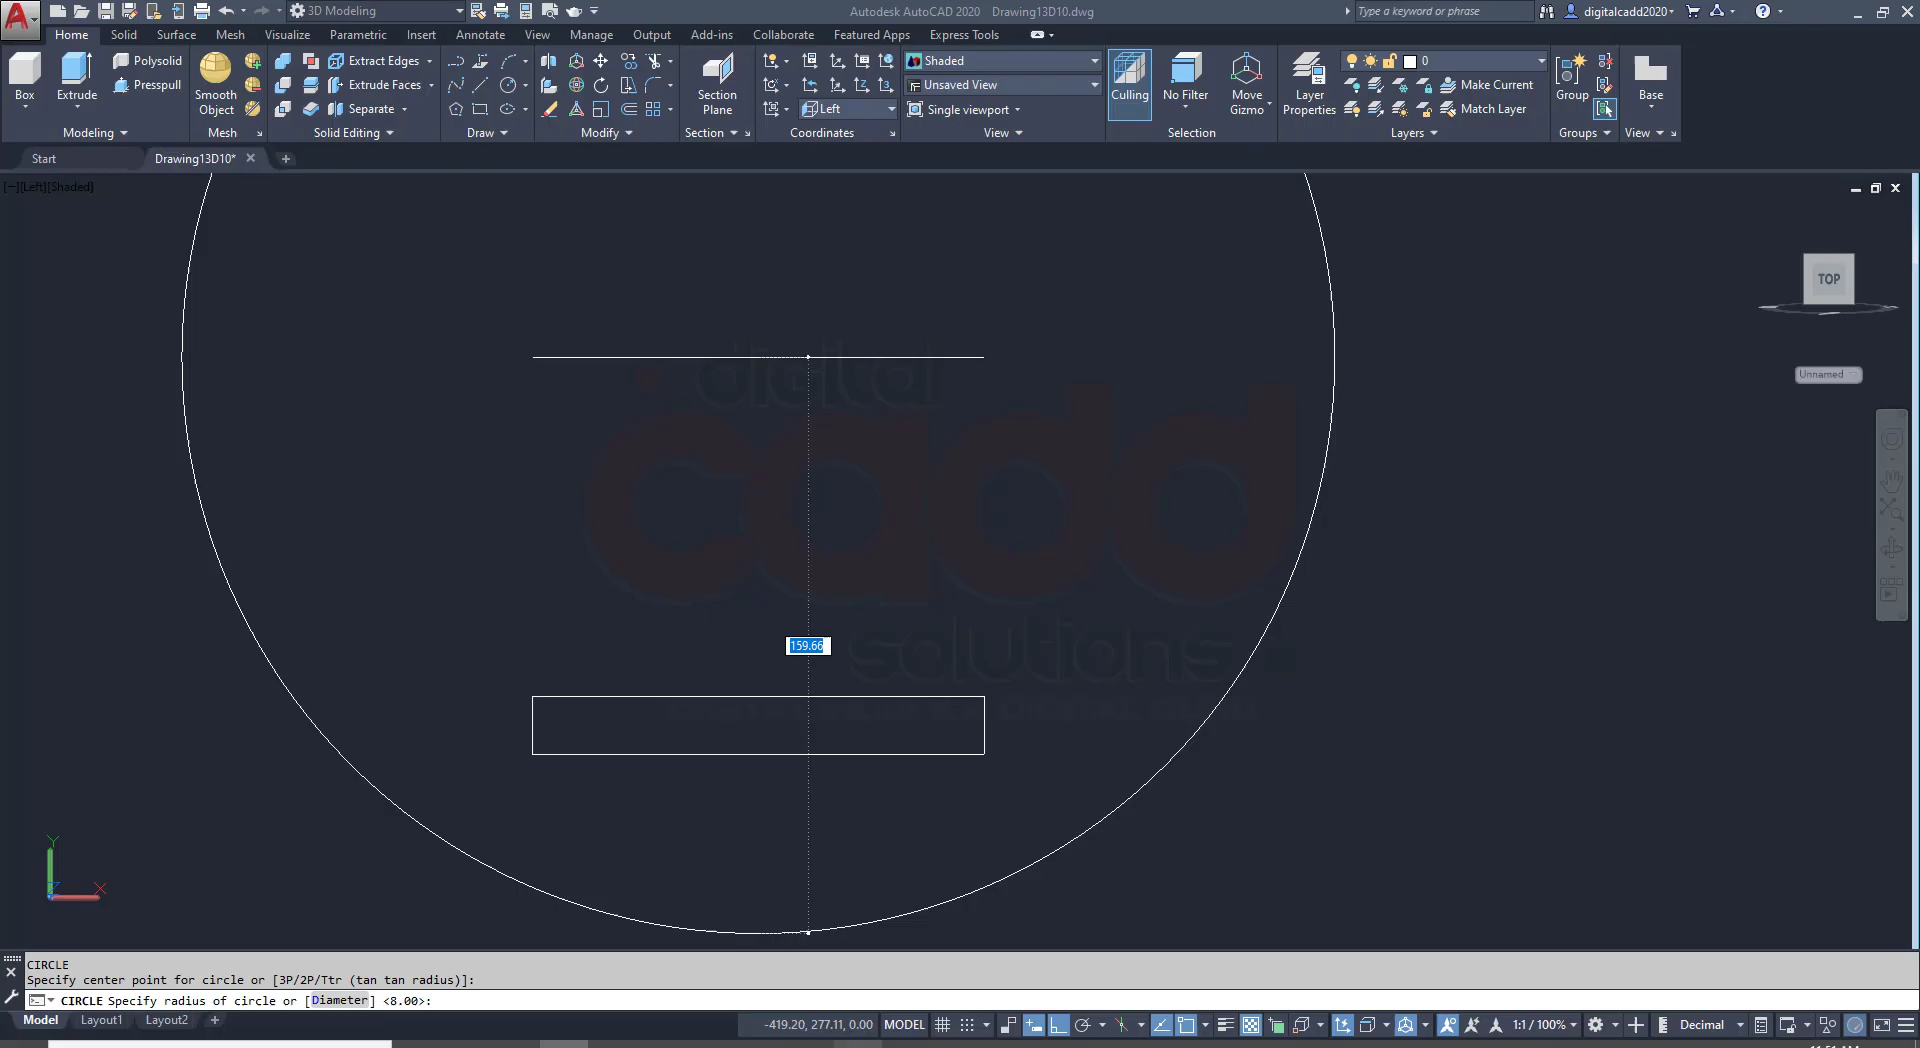 3D Modeling
Autodesk AutoCAD 2020 Drawing13D10.dwg
Type a keyword or phrase
digitalcadd2020
Home Solid Surface Mesh Visualize Parametric Insert Annotate View Manage Output Add-ins Collaborate Featured Apps Express Tools
Box
Extrude
Polysolid
Presspull
Modeling
Smooth
Object
Mesh
Extract Edges
Extrude Faces
Separate
Solid Editing
Draw
Modify
Section
Plane
Section
Left
Coordinates
Shaded
Unsaved View
Single viewport
View
Culling
No Filter
Move
Gizmo
Selection
Layer
Properties
0
Make Current
Match Layer
Layers
Group
Groups
Base
View
Start
Drawing13D10*
[−][Left][Shaded]
TOP
Unnamed
digital
cadd
solutions
159.66
Y
X
Z
CIRCLE
Specify center point for circle or [3P/2P/Ttr (tan tan radius)]:
CIRCLE Specify radius of circle or [Diameter] <8.00>:
Model Layout1 Layout2 +
-419.20, 277.11, 0.00 MODEL 1:1 / 100% Decimal